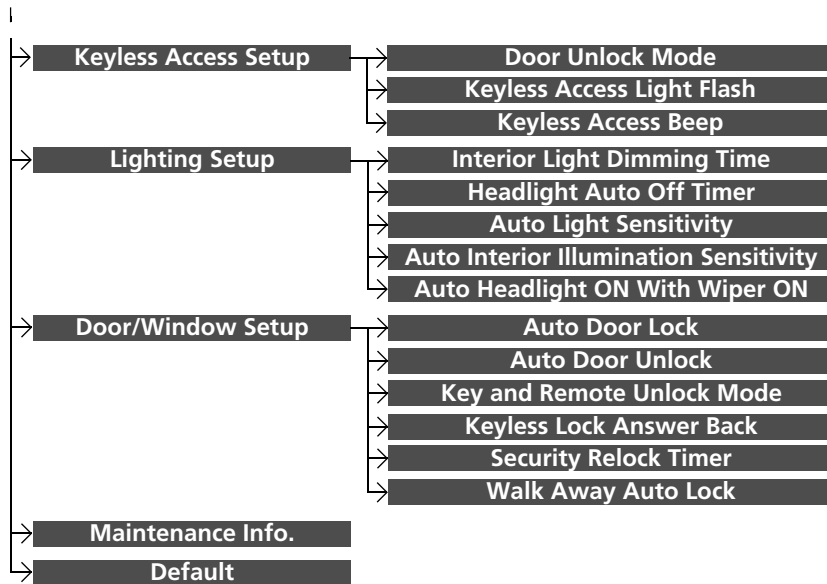 Keyless Access Setup
Door Unlock Mode
Keyless Access Light Flash
Keyless Access Beep
Lighting Setup
Interior Light Dimming Time
Headlight Auto Off Timer
Auto Light Sensitivity
Auto Interior Illumination Sensitivity
Auto Headlight ON With Wiper ON
Door/Window Setup
Auto Door Lock
Auto Door Unlock
Key and Remote Unlock Mode
Keyless Lock Answer Back
Security Relock Timer
Walk Away Auto Lock
Maintenance Info.
Default